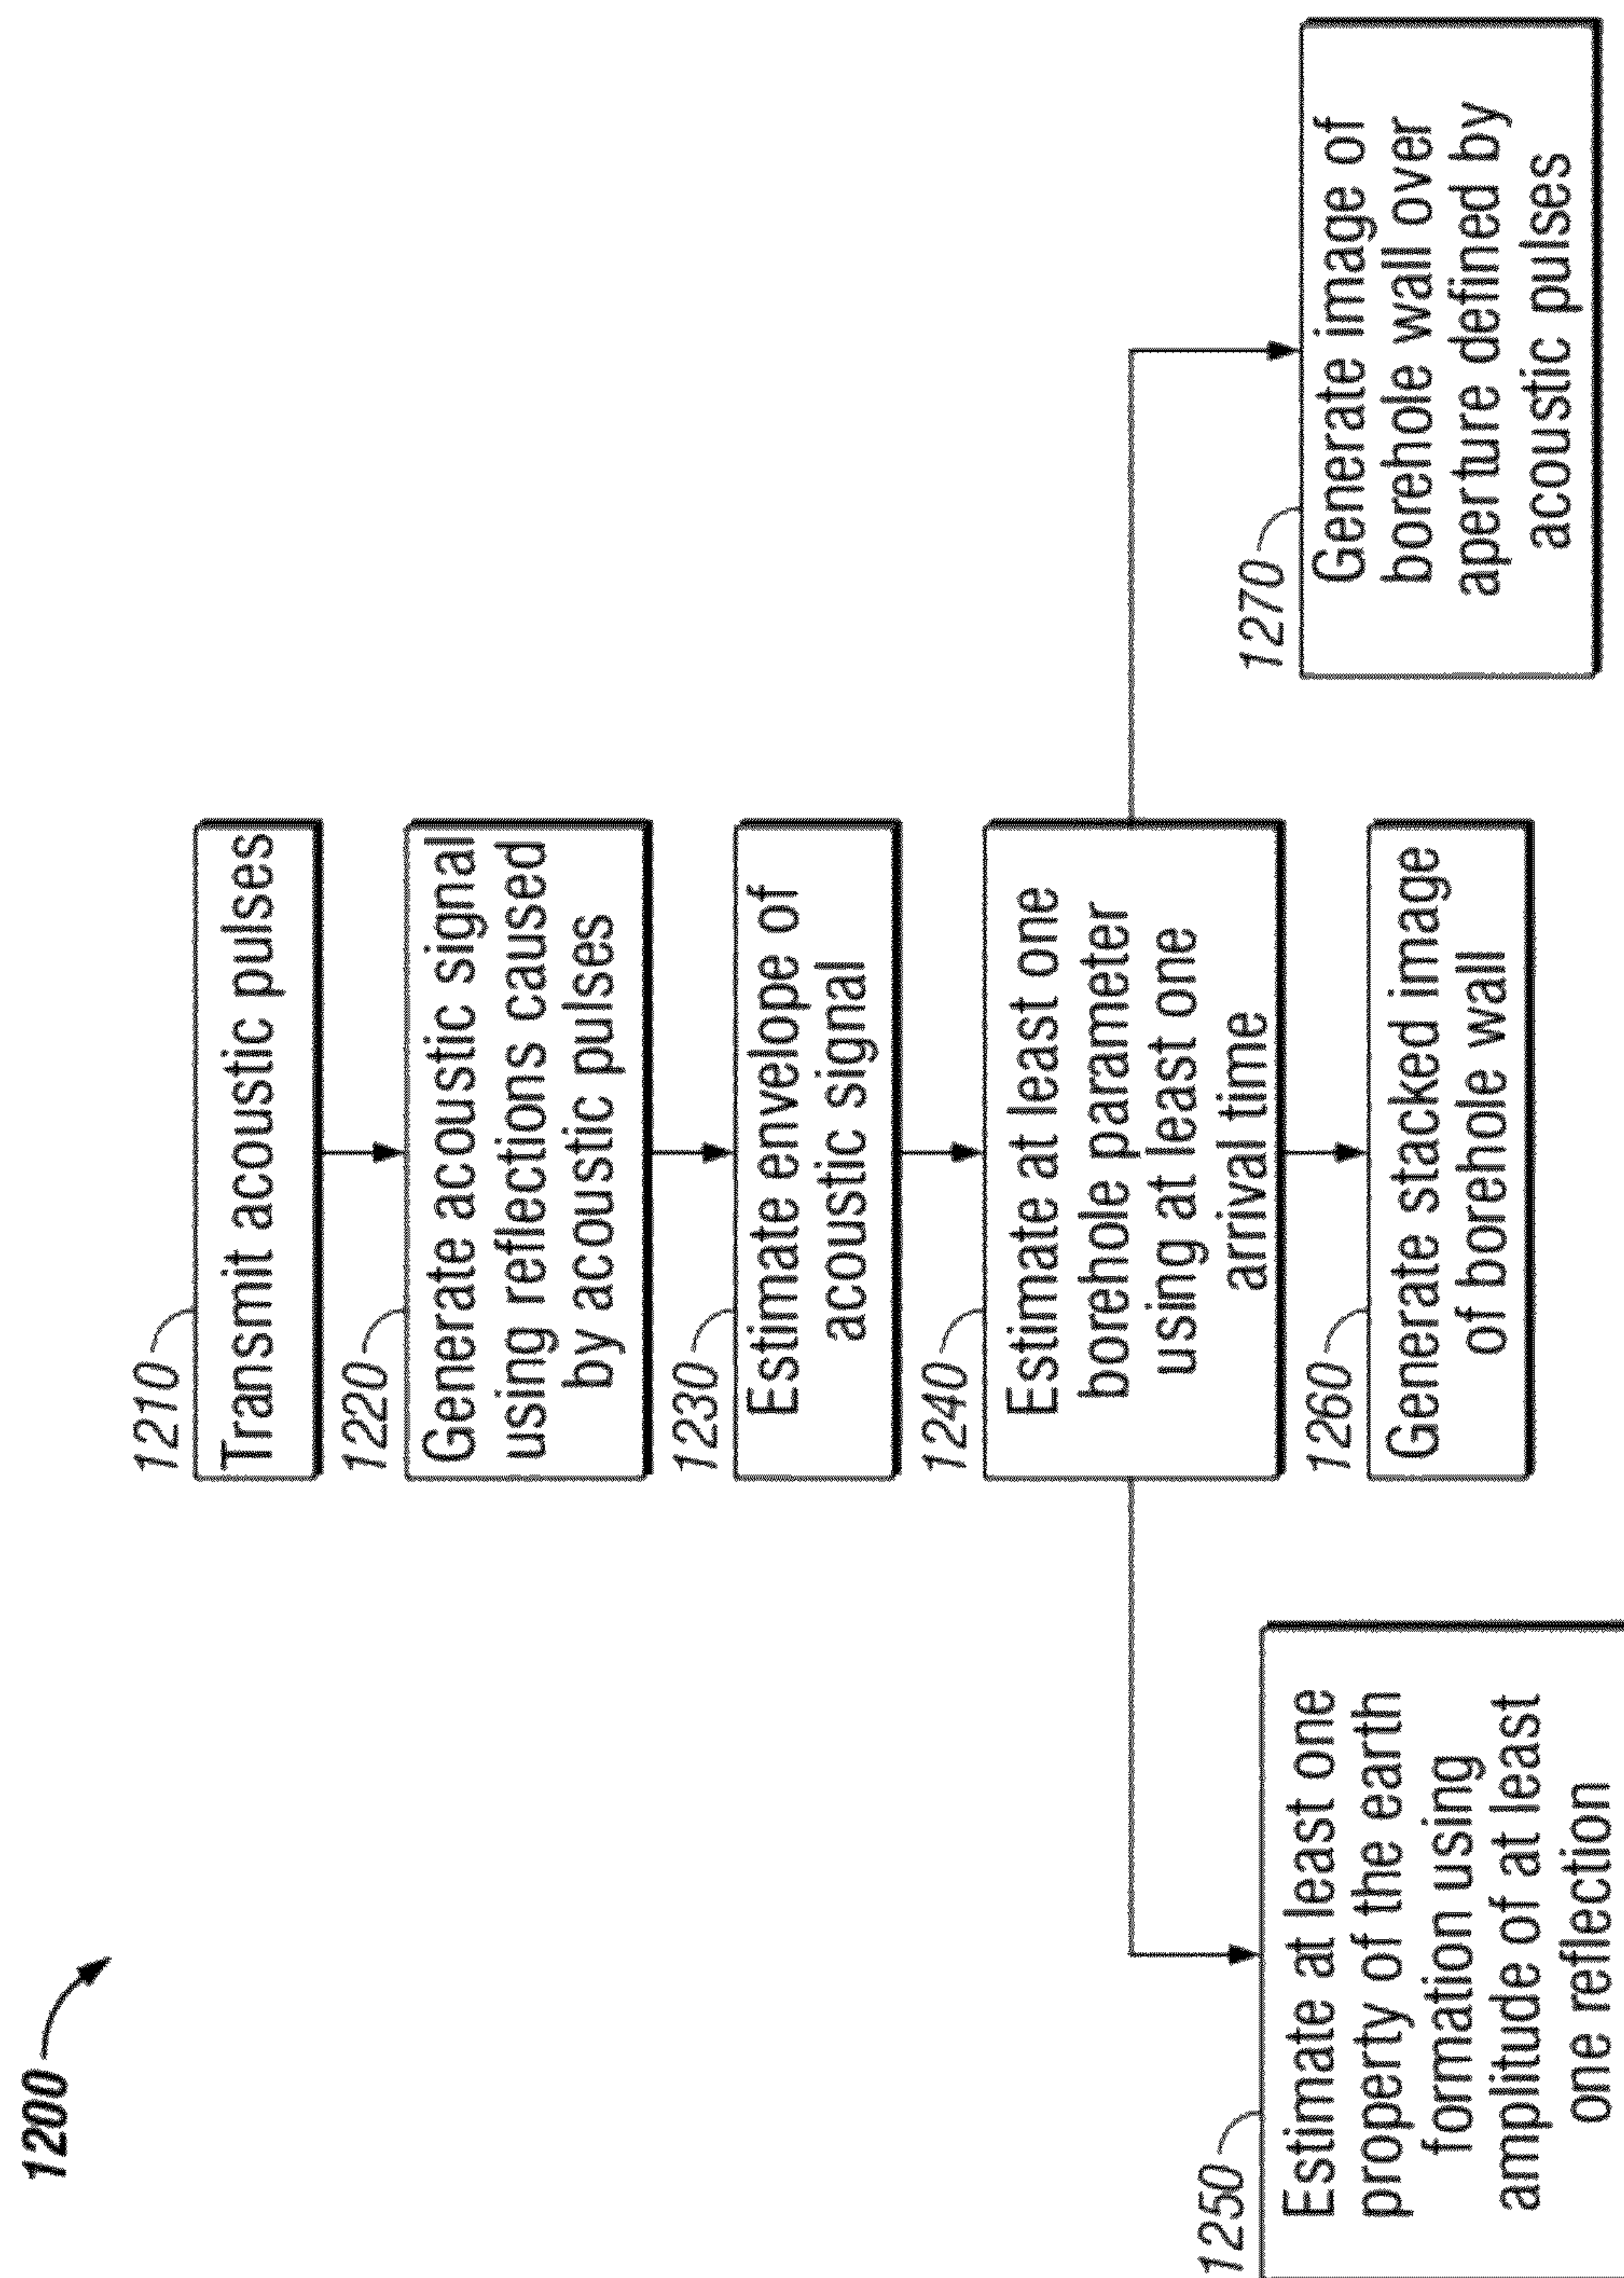 1200
1210
Transmit acoustic pulses
1220
Generate acoustic signal
using reflections caused
by acoustic pulses
1230
Estimate envelope of
acoustic signal
1240
Estimate at least one
borehole parameter
using at least one
arrival time
1250
Estimate at least one
property of the earth
formation using
amplitude of at least
one reflection
1260
Generate stacked image
of borehole wall
1270
Generate image of
borehole wall over
aperture defined by
acoustic pulses